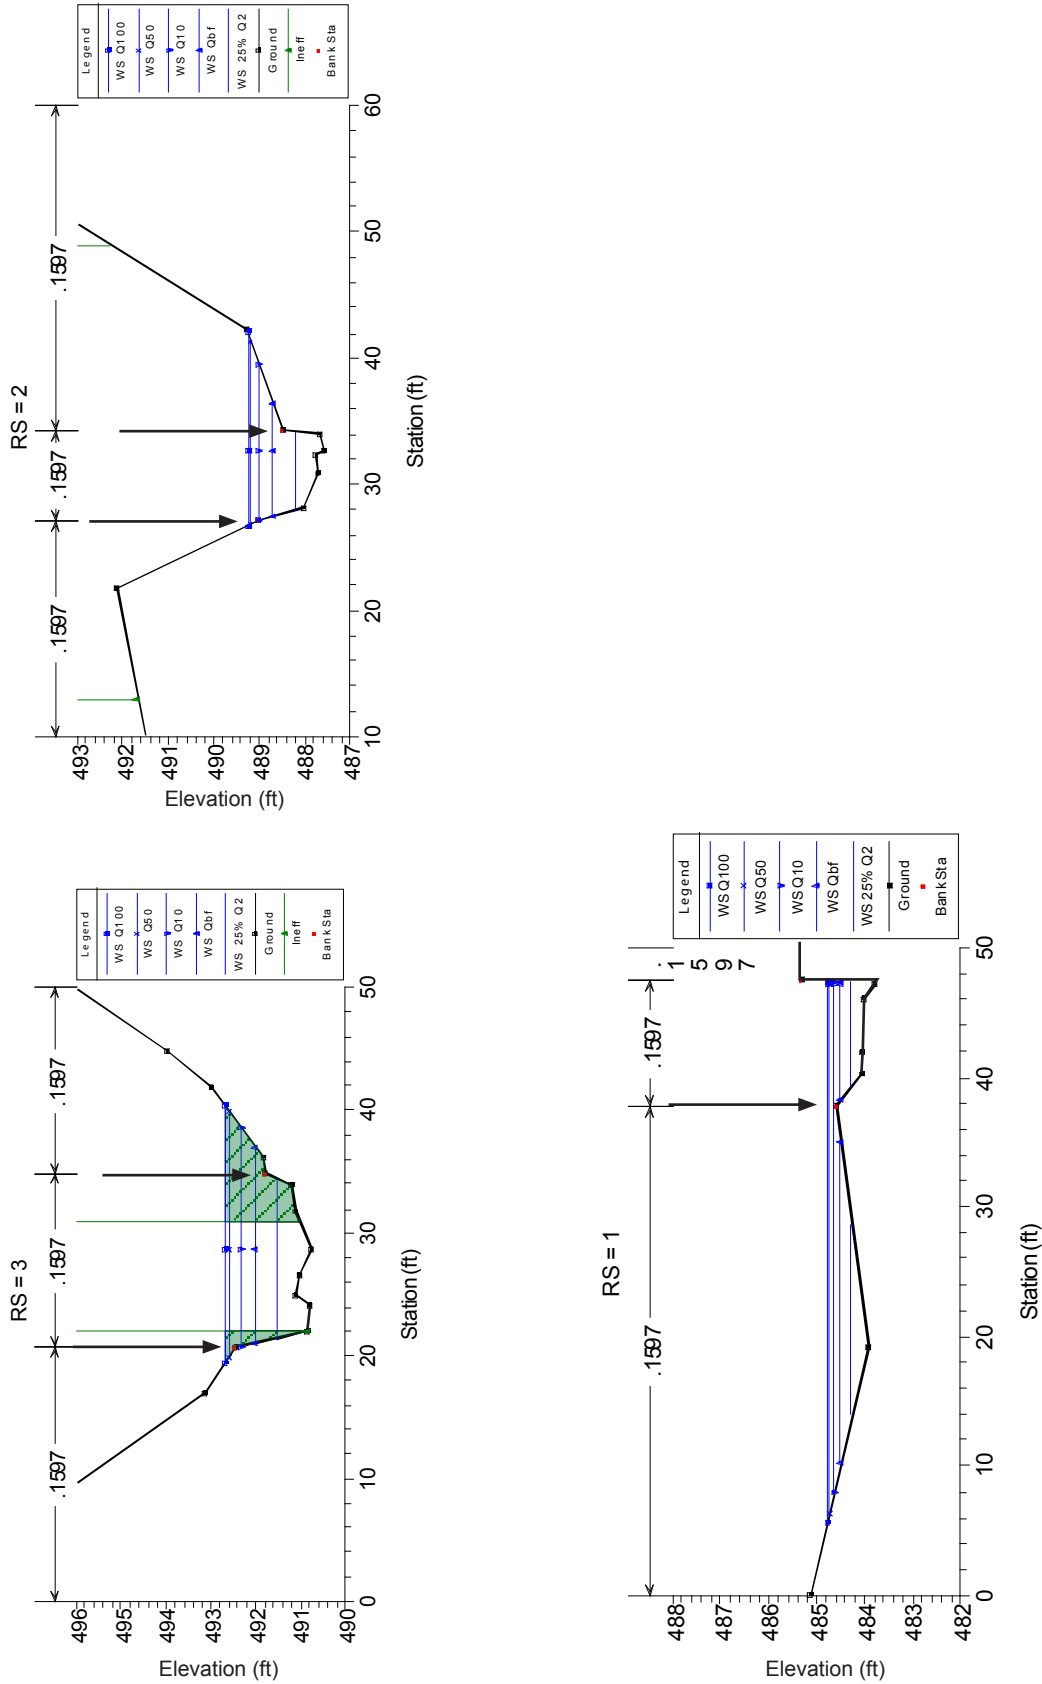 RS = 3
.1597
.1597
.1597
Elevation (ft)
496
495
494
493
492
491
490
0
10
20
30
40
50
Station (ft)
Legend
WS Q100
WS Q50
WS Q10
WS Qbf
WS 25% Q2
Ground
Ineff
Bank Sta
RS = 2
.1597
.1597
.1597
Elevation (ft)
493
492
491
490
489
488
487
10
20
30
40
50
60
Station (ft)
Legend
WS Q100
WS Q50
WS Q10
WS Qbf
WS 25% Q2
Ground
Ineff
Bank Sta
RS = 1
.1597
.1597
.1597
Elevation (ft)
488
487
486
485
484
483
482
0
10
20
30
40
50
Station (ft)
Legend
WS Q100
WS Q50
WS Q10
WS Qbf
WS 25% Q2
Ground
Bank Sta